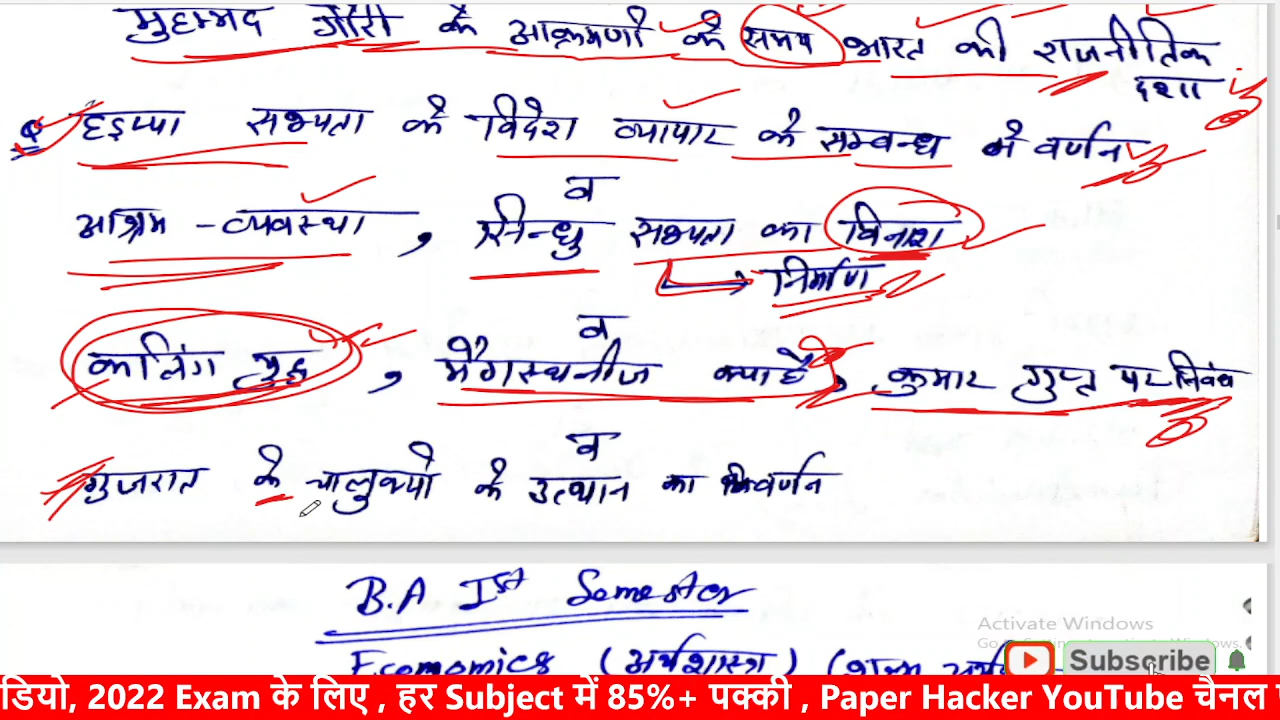 मुहम्मद गौरी के आक्रमणों के समय भारत की राजनीतिक
दशा
हड़प्पा सभ्यता के विदेश व्यापार के सम्बन्ध में वर्णन
व
आश्रम - व्यवस्था , सिन्धु सभ्यता का विनाश
निर्माण
व
कलिंग युद्ध , मैगस्थनीज क्या है , कुमार गुप्त पर निबंध
व
गुजरात के चालुक्यो के उत्थान का वर्णन
B.A Ist Semester
Economics (अर्थशास्त्र)
Activate Windows
Subscribe
डियो, 2022 Exam के लिए , हर Subject में 85%+ पक्की , Paper Hacker YouTube चैनल